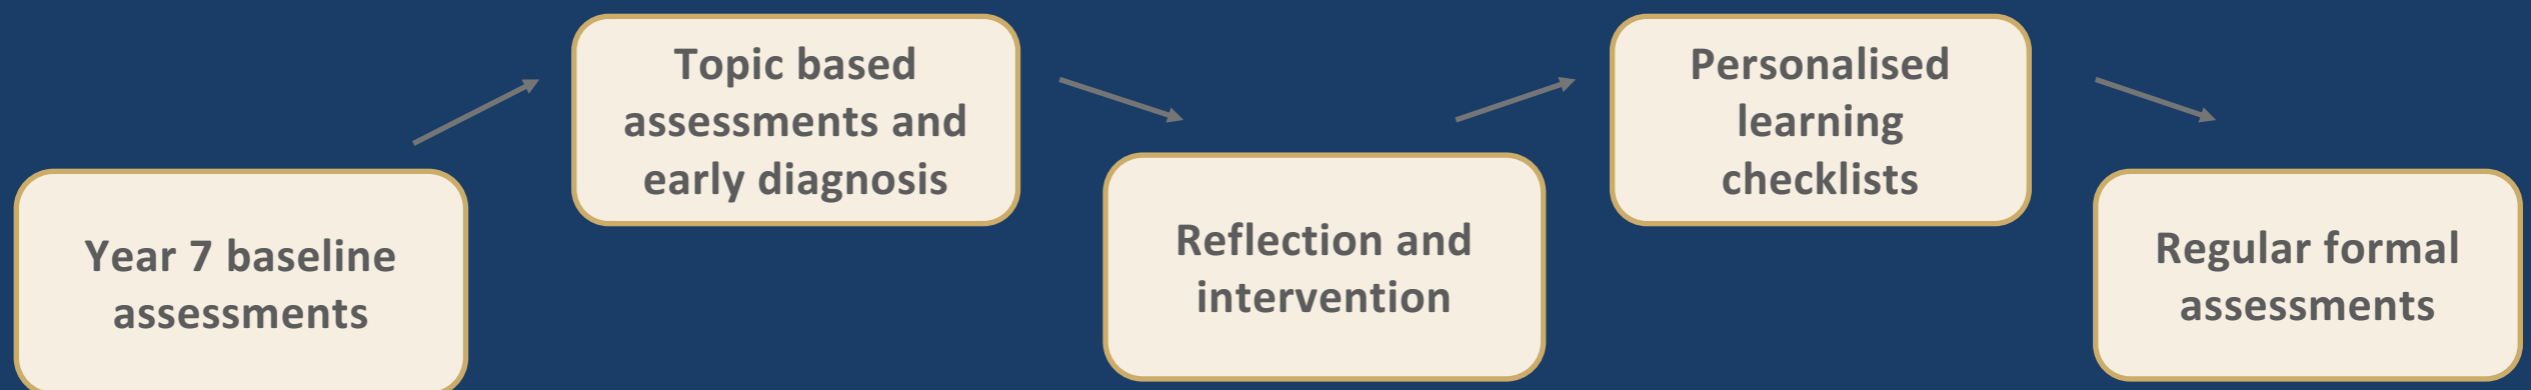 Year 7 baseline
assessments
Topic based
assessments and
early diagnosis
Reflection and
intervention
Personalised
learning
checklists
Regular formal
assessments